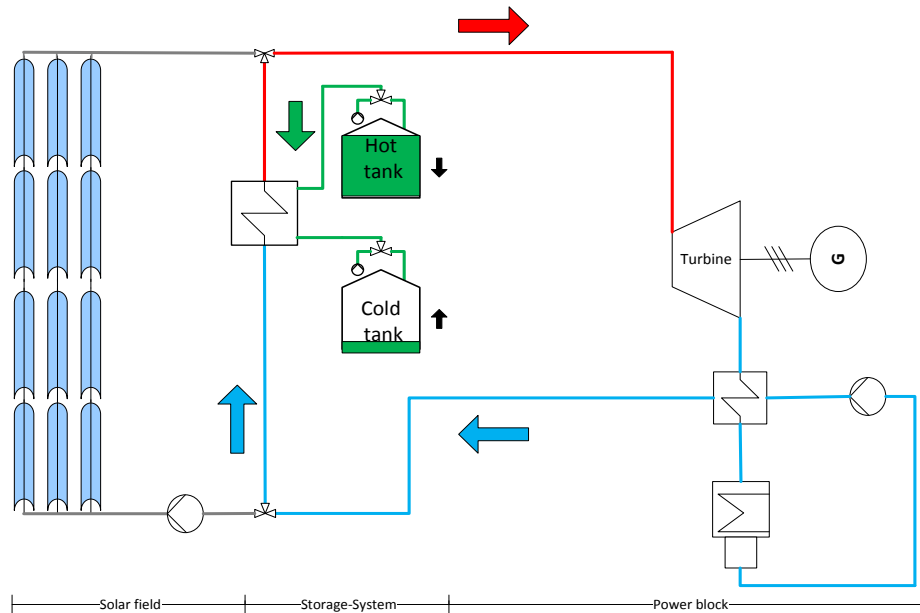 Hot
tank
Turbine
G
Cold
tank
Solar field
Storage-System
Power block